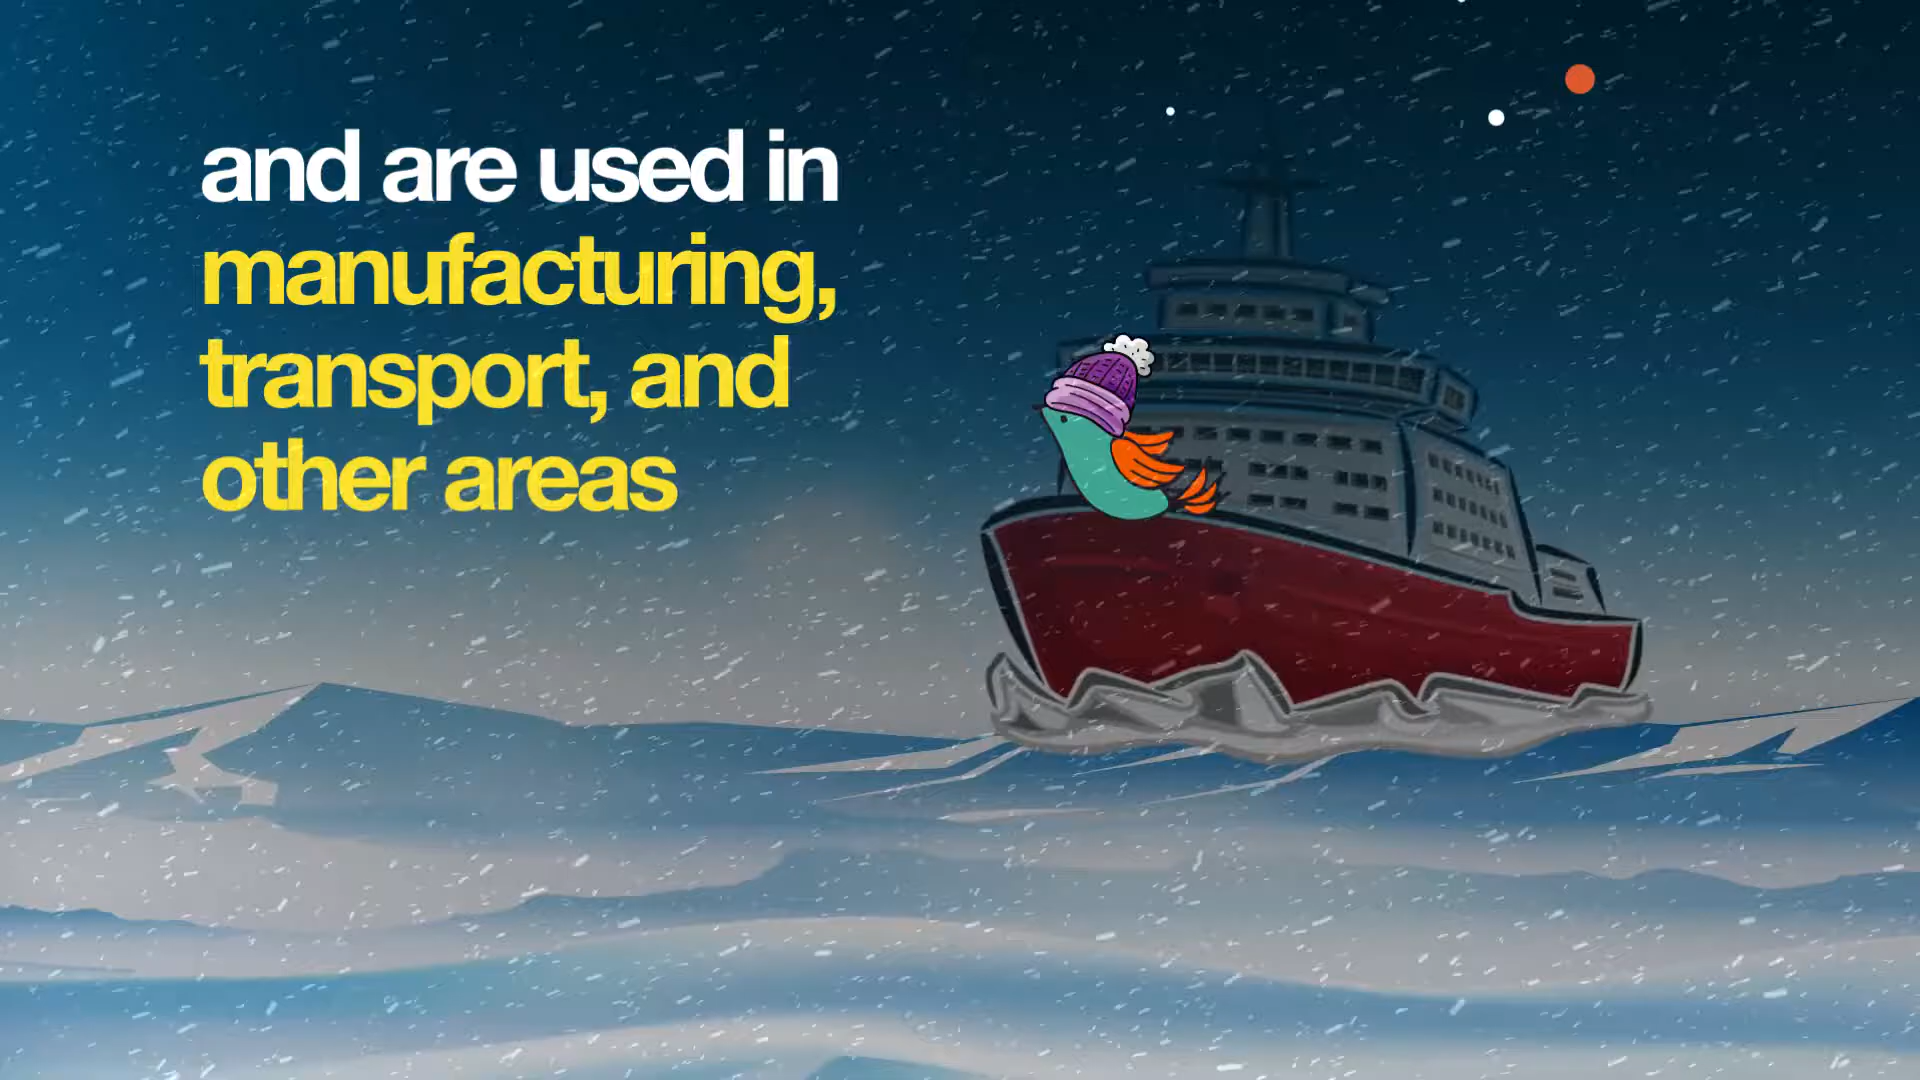 and are used in
manufacturing,
transport, and
other areas